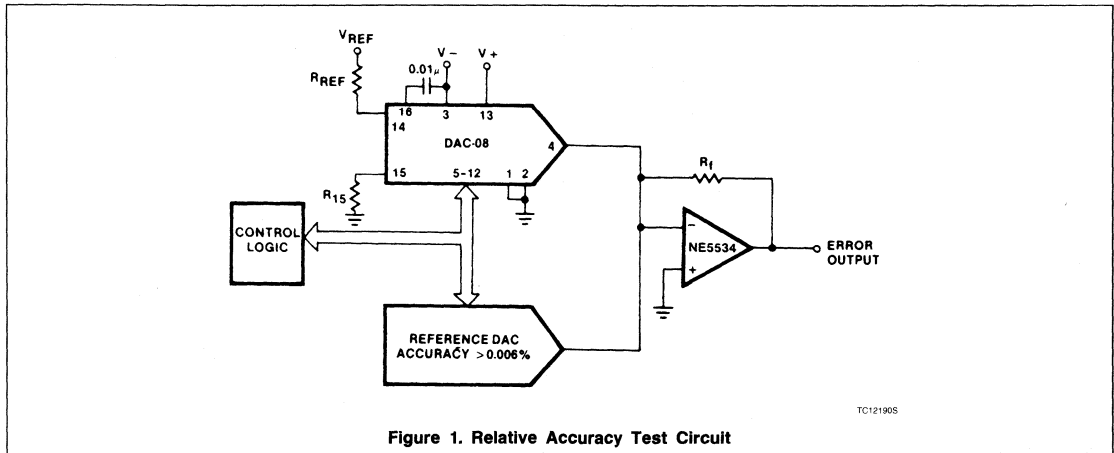 VREF
RREF
0.01μ
V-
V+
16
3
13
14
DAC-08
4
15
5-12
1
2
R15
Rf
CONTROL
LOGIC
NE5534
-
+
ERROR
OUTPUT
REFERENCE DAC
ACCURACY >0.006%
TC12190S
Figure 1. Relative Accuracy Test Circuit